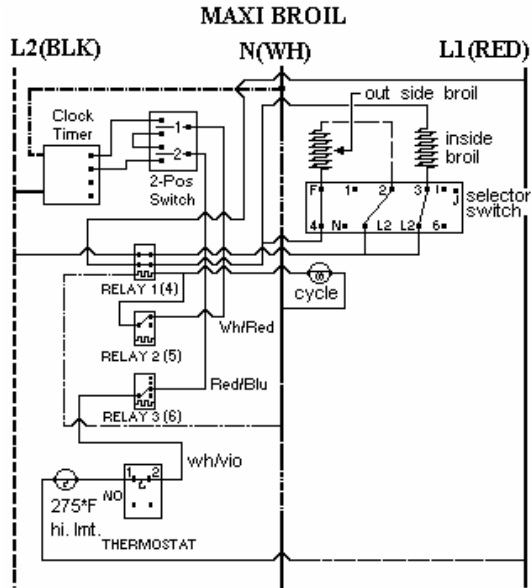 MAXI BROIL
L2(BLK) N(WH) L1(RED)
out side broil
Clock
Timer
1
2
2-Pos
Switch
inside
broil
F 1 2 3 I J
4 N L2 L2 6
selector
switch
RELAY 1(4)
cycle
Wh/Red
RELAY 2 (5)
Red/Blu
RELAY 3 (6)
wh/vio
1 2
NO
275*F
hi. lmt.
THERMOSTAT